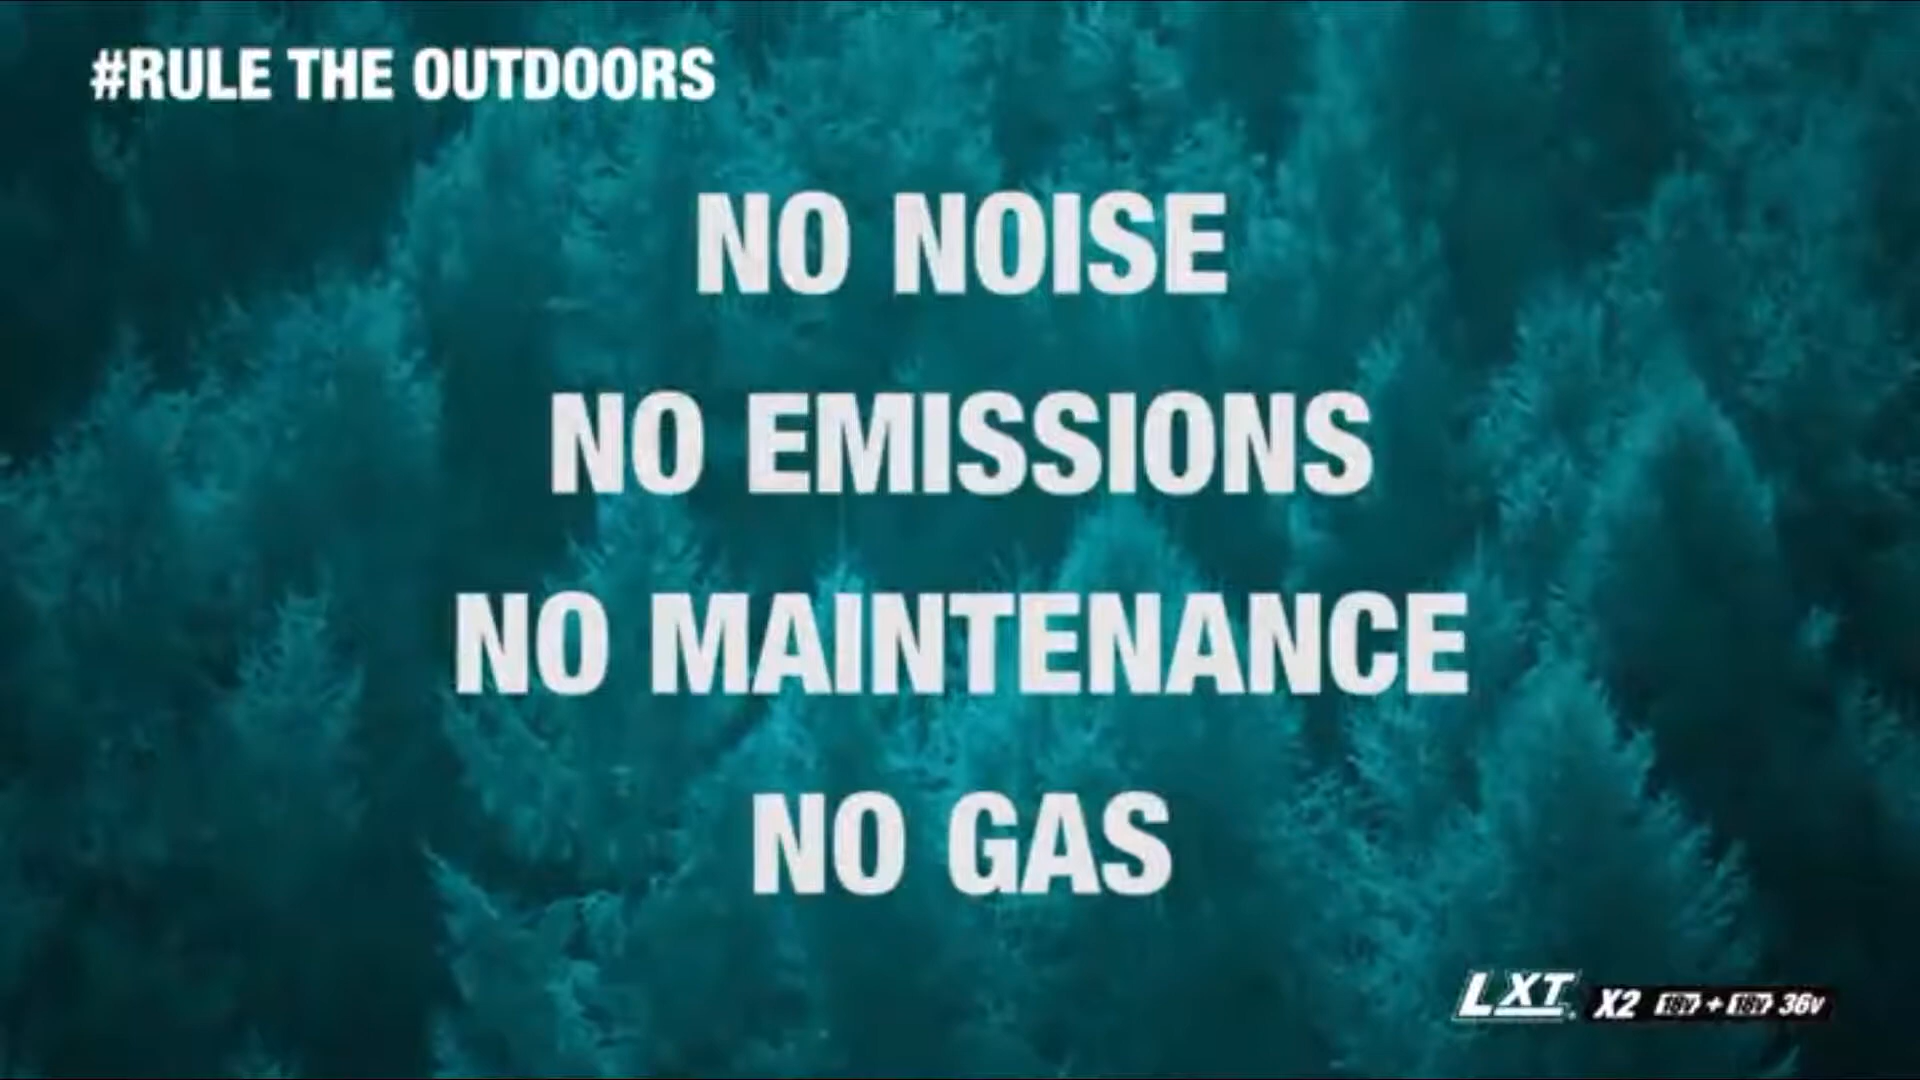 #RULE THE OUTDOORS
NO NOISE
NO EMISSIONS
NO MAINTENANCE
NO GAS
LXT X2 18V + 18V 36V